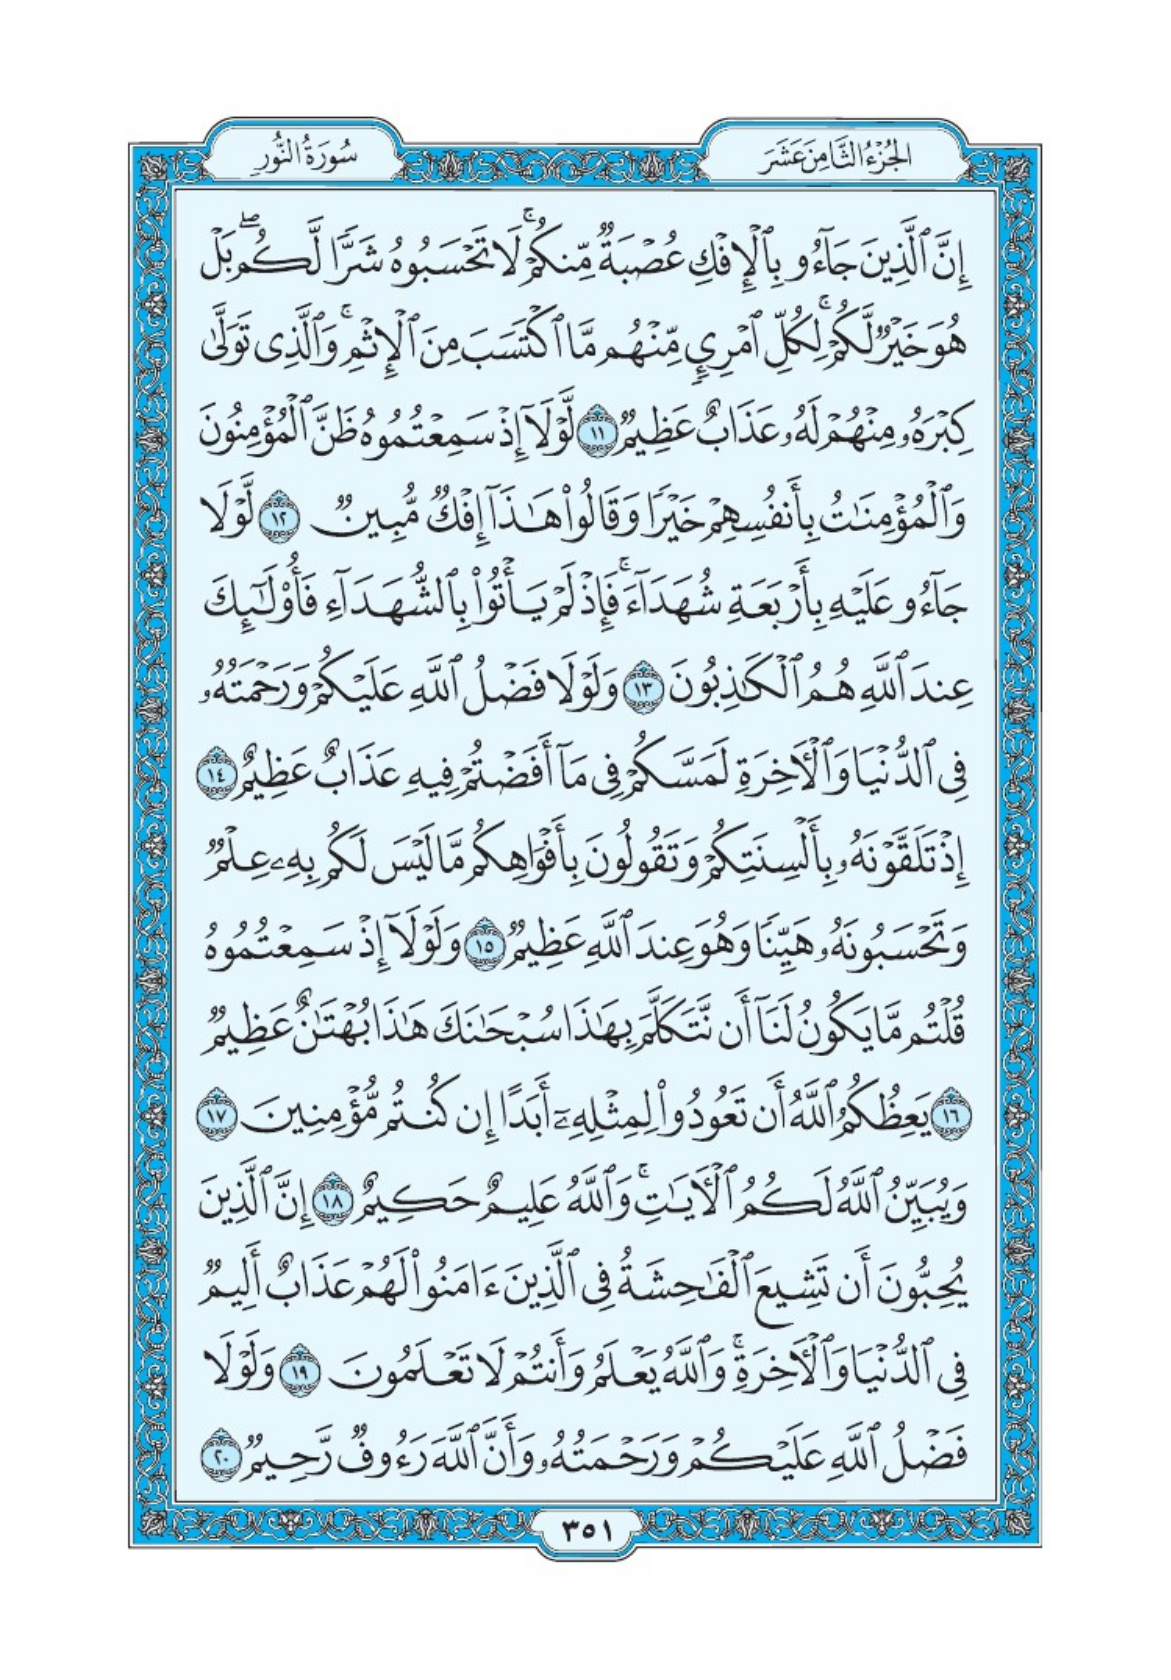 الجُزْءُ الثَّامِنَ عَشَرَ
سُورَةُ النُّورِ
إِنَّ ٱلَّذِينَ جَآءُو بِٱلْإِفْكِ عُصْبَةٌ مِّنكُمْ ۚ لَا تَحْسَبُوهُ شَرًّا لَّكُم ۖ بَلْ
هُوَ خَيْرٌ لَّكُمْ ۚ لِكُلِّ ٱمْرِئٍ مِّنْهُم مَّا ٱكْتَسَبَ مِنَ ٱلْإِثْمِ ۚ وَٱلَّذِى تَوَلَّىٰ
كِبْرَهُۥ مِنْهُمْ لَهُۥ عَذَابٌ عَظِيمٌ ١١ لَّوْلَآ إِذْ سَمِعْتُمُوهُ ظَنَّ ٱلْمُؤْمِنُونَ
وَٱلْمُؤْمِنَـٰتُ بِأَنفُسِهِمْ خَيْرًا وَقَالُوا۟ هَـٰذَآ إِفْكٌ مُّبِينٌ ١٢ لَّوْلَا
جَآءُو عَلَيْهِ بِأَرْبَعَةِ شُهَدَآءَ ۚ فَإِذْ لَمْ يَأْتُوا۟ بِٱلشُّهَدَآءِ فَأُو۟لَـٰٓئِكَ
عِندَ ٱللَّهِ هُمُ ٱلْكَـٰذِبُونَ ١٣ وَلَوْلَا فَضْلُ ٱللَّهِ عَلَيْكُمْ وَرَحْمَتُهُۥ
فِى ٱلدُّنْيَا وَٱلْـَٔاخِرَةِ لَمَسَّكُمْ فِى مَآ أَفَضْتُمْ فِيهِ عَذَابٌ عَظِيمٌ ١٤
إِذْ تَلَقَّوْنَهُۥ بِأَلْسِنَتِكُمْ وَتَقُولُونَ بِأَفْوَاهِكُم مَّا لَيْسَ لَكُم بِهِۦ عِلْمٌ
وَتَحْسَبُونَهُۥ هَيِّنًا وَهُوَ عِندَ ٱللَّهِ عَظِيمٌ ١٥ وَلَوْلَآ إِذْ سَمِعْتُمُوهُ
قُلْتُم مَّا يَكُونُ لَنَآ أَن نَّتَكَلَّمَ بِهَـٰذَا سُبْحَـٰنَكَ هَـٰذَا بُهْتَـٰنٌ عَظِيمٌ
١٦ يَعِظُكُمُ ٱللَّهُ أَن تَعُودُوا۟ لِمِثْلِهِۦٓ أَبَدًا إِن كُنتُم مُّؤْمِنِينَ ١٧
وَيُبَيِّنُ ٱللَّهُ لَكُمُ ٱلْـَٔايَـٰتِ ۚ وَٱللَّهُ عَلِيمٌ حَكِيمٌ ١٨ إِنَّ ٱلَّذِينَ
يُحِبُّونَ أَن تَشِيعَ ٱلْفَـٰحِشَةُ فِى ٱلَّذِينَ ءَامَنُوا۟ لَهُمْ عَذَابٌ أَلِيمٌ
فِى ٱلدُّنْيَا وَٱلْـَٔاخِرَةِ ۚ وَٱللَّهُ يَعْلَمُ وَأَنتُمْ لَا تَعْلَمُونَ ١٩ وَلَوْلَا
فَضْلُ ٱللَّهِ عَلَيْكُمْ وَرَحْمَتُهُۥ وَأَنَّ ٱللَّهَ رَءُوفٌ رَّحِيمٌ ٢٠
٣٥١